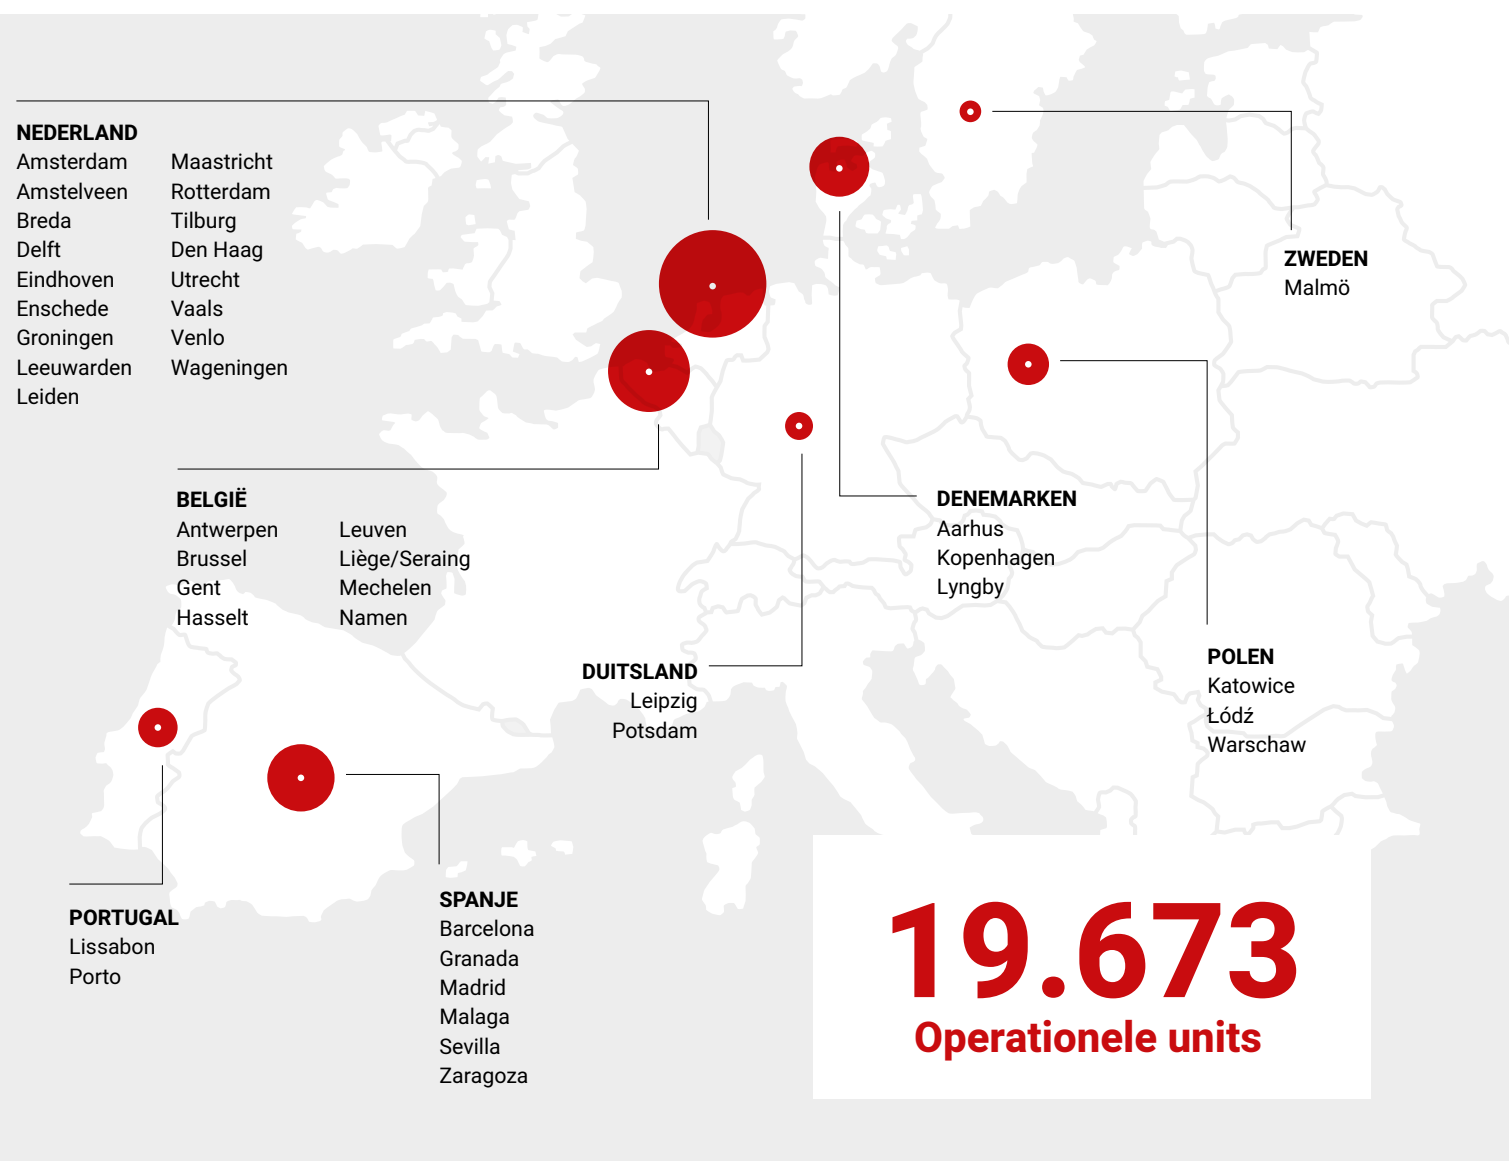 NEDERLAND
Amsterdam
Amstelveen
Breda
Delft
Eindhoven
Enschede
Groningen
Leeuwarden
Leiden
Maastricht
Rotterdam
Tilburg
Den Haag
Utrecht
Vaals
Venlo
Wageningen
ZWEDEN
Malmö
BELGIË
Antwerpen
Brussel
Gent
Hasselt
Leuven
Liège/Seraing
Mechelen
Namen
DENEMARKEN
Aarhus
Kopenhagen
Lyngby
DUITSLAND
Leipzig
Potsdam
POLEN
Katowice
Łódź
Warschaw
PORTUGAL
Lissabon
Porto
SPANJE
Barcelona
Granada
Madrid
Malaga
Sevilla
Zaragoza
19.673
Operationele units